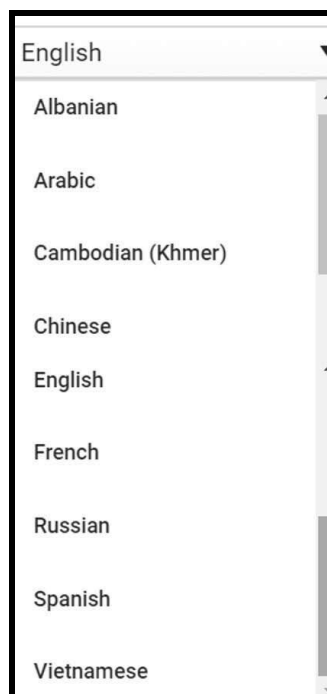 English
Albanian
Arabic
Cambodian (Khmer)
Chinese
English
French
Russian
Spanish
Vietnamese